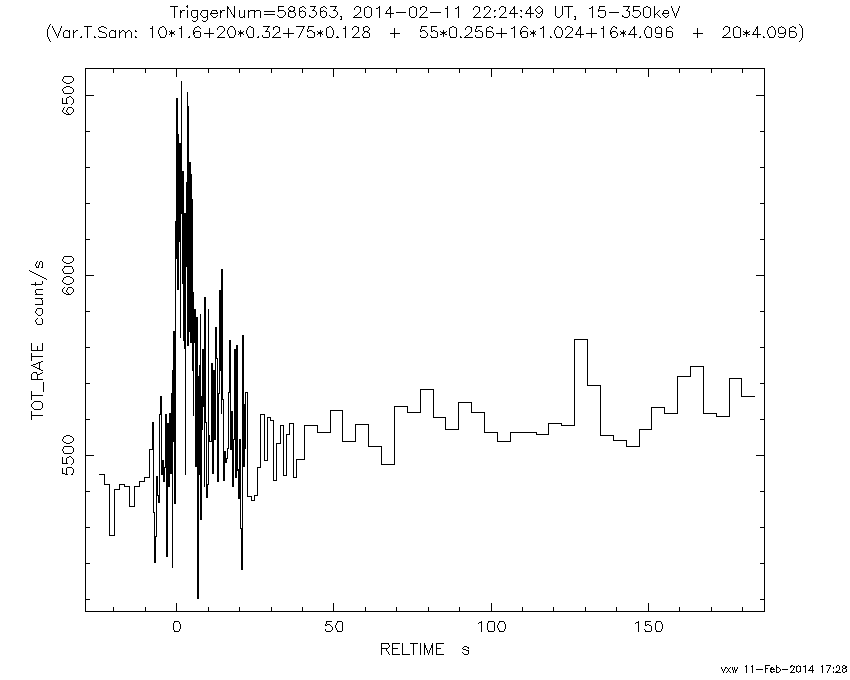 TriggerNum=586363, 2014-02-11 22:24:49 UT, 15-350keV
(Var.T.Sam: 10*1.6+20*0.32+75*0.128 + 55*0.256+16*1.024+16*4.096 + 20*4.096)
6500
6000
5500
TOT_RATE count/s
0 50 100 150
RELTIME s
vxw 11-Feb-2014 17:28